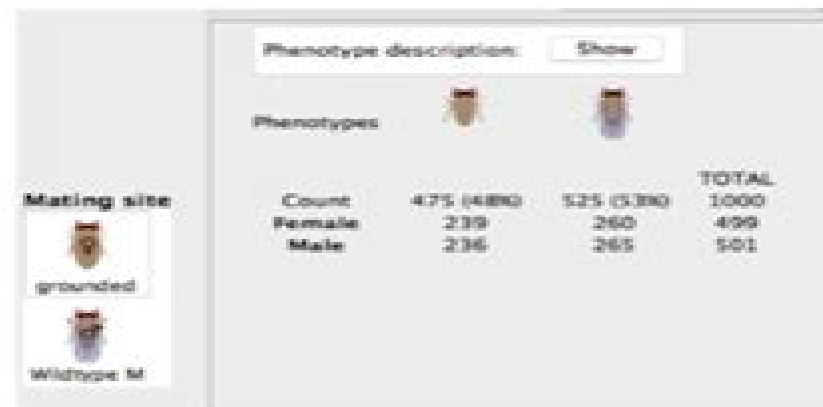 Phenotype description: Show
Phenotypes
TOTAL
Count 475 (48%) 525 (53%) 1000
Female 239 260 499
Male 236 265 501
Mating site
grounded
Wildtype M